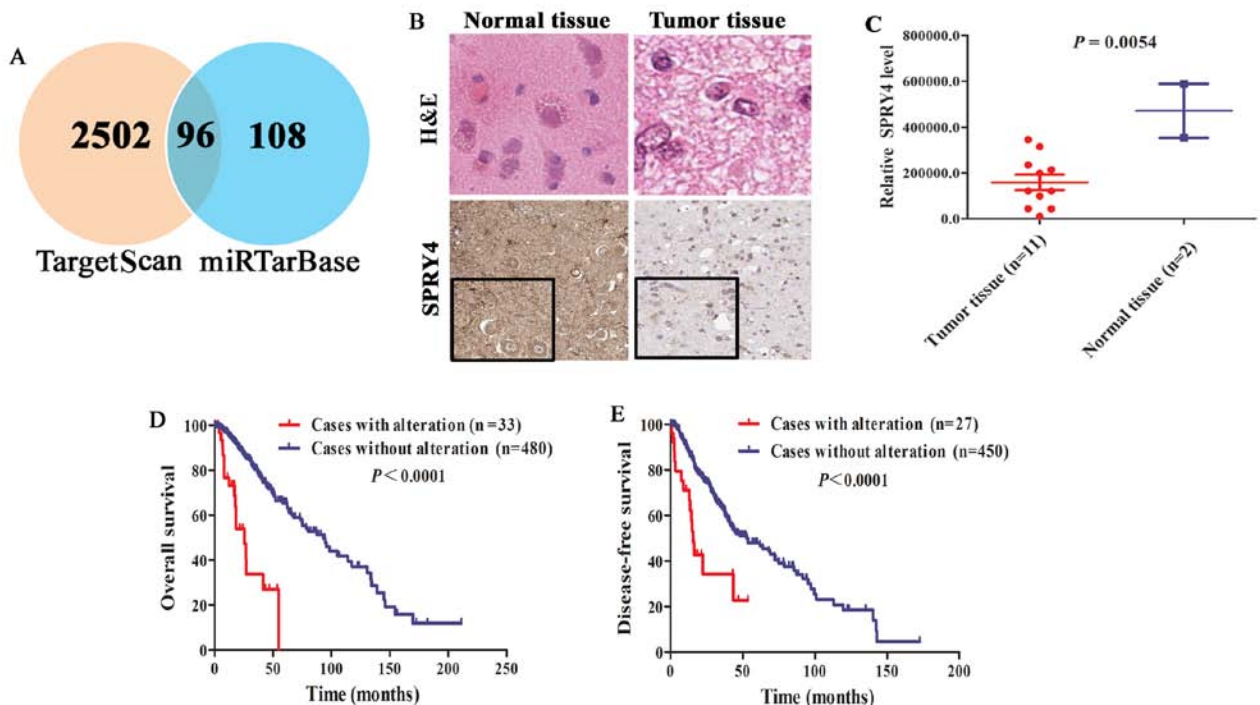 A
2502 96 108
TargetScan miRTarBase
B
Normal tissue Tumor tissue
H&E
SPRY4
C
P = 0.0054
Relative SPRY4 level
800000.0
600000.0
400000.0
200000.0
0.0
Tumor tissue (n=11)
Normal tissue (n=2)
D
Cases with alteration (n=33)
Cases without alteration (n=480)
P < 0.0001
Overall survival
100
80
60
40
20
0
0 50 100 150 200 250
Time (months)
E
Cases with alteration (n=27)
Cases without alteration (n=450)
P < 0.0001
Disease-free survival
100
80
60
40
20
0
0 50 100 150 200
Time (months)